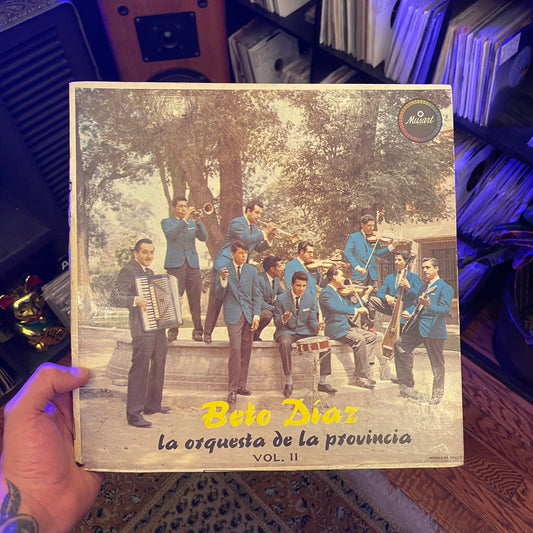 Musart
Beto Díaz
la orquesta de la provincia
VOL. II